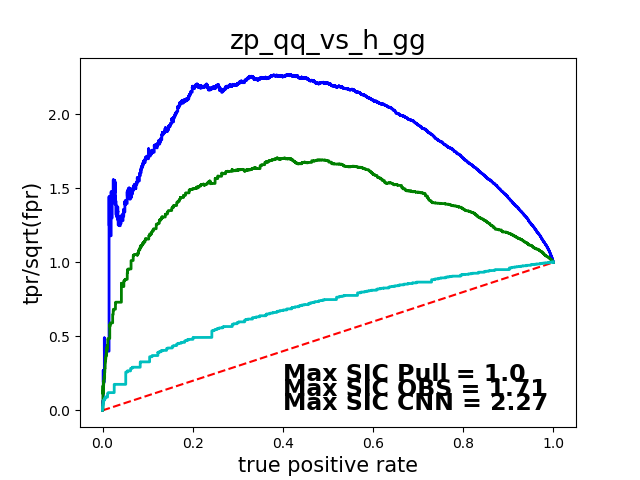 zp_qq_vs_h_gg
tpr/sqrt(fpr)
2.0
1.5
1.0
0.5
0.0
Max SIC Pull = 1.0
Max SIC OBS = 1.71
Max SIC CNN = 2.27
0.0 0.2 0.4 0.6 0.8 1.0
true positive rate